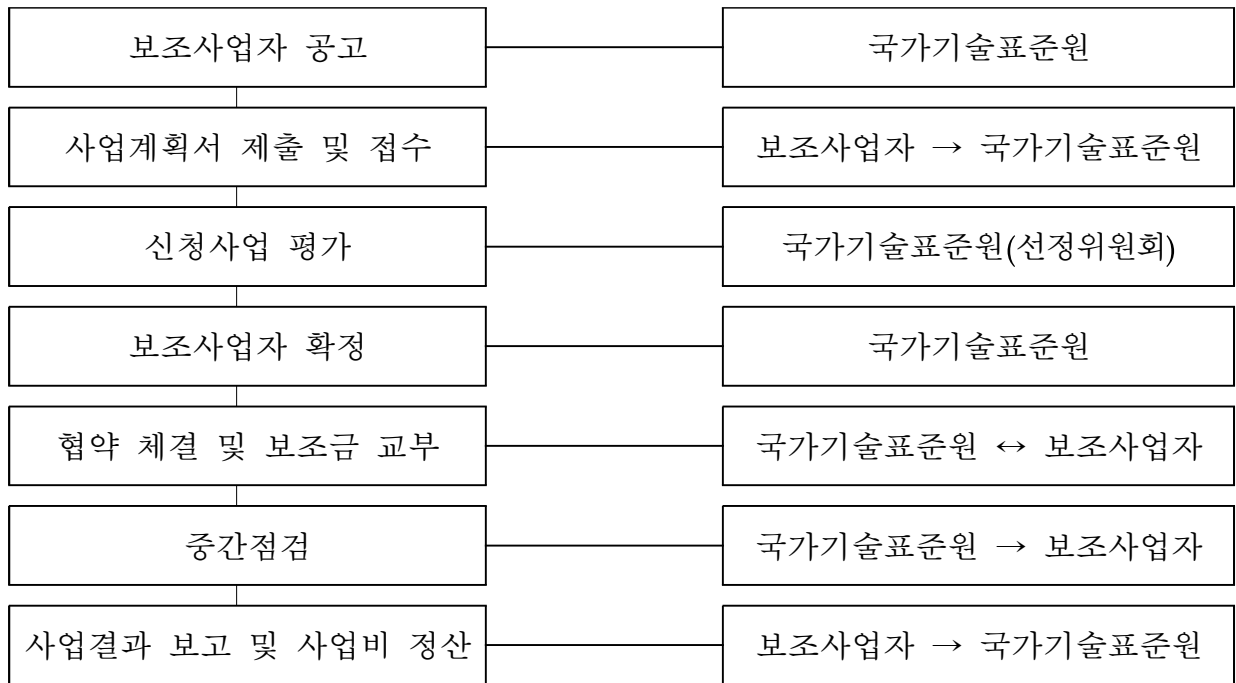 보조사업자 공고
국가기술표준원
사업계획서 제출 및 접수
보조사업자 → 국가기술표준원
신청사업 평가
국가기술표준원(선정위원회)
보조사업자 확정
국가기술표준원
협약 체결 및 보조금 교부
국가기술표준원 ↔ 보조사업자
중간점검
국가기술표준원 → 보조사업자
사업결과 보고 및 사업비 정산
보조사업자 → 국가기술표준원